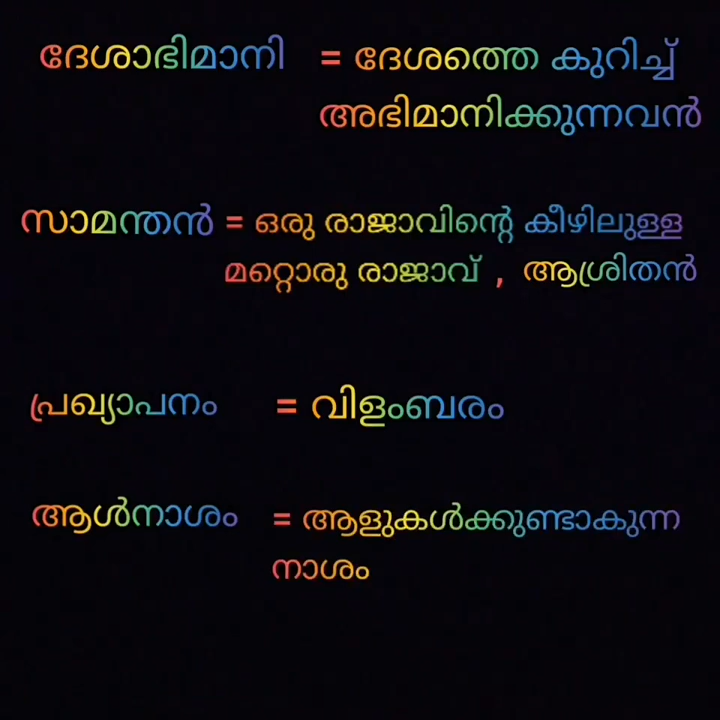 ദേശാഭിമാനി = ദേശത്തെ കുറിച്ച്
അഭിമാനിക്കുന്നവൻ
സാമന്തൻ = ഒരു രാജാവിന്റെ കീഴിലുള്ള
മറ്റൊരു രാജാവ് , ആശ്രിതൻ
പ്രഖ്യാപനം = വിളംബരം
ആൾനാശം = ആളുകൾക്കുണ്ടാകുന്ന
നാശം